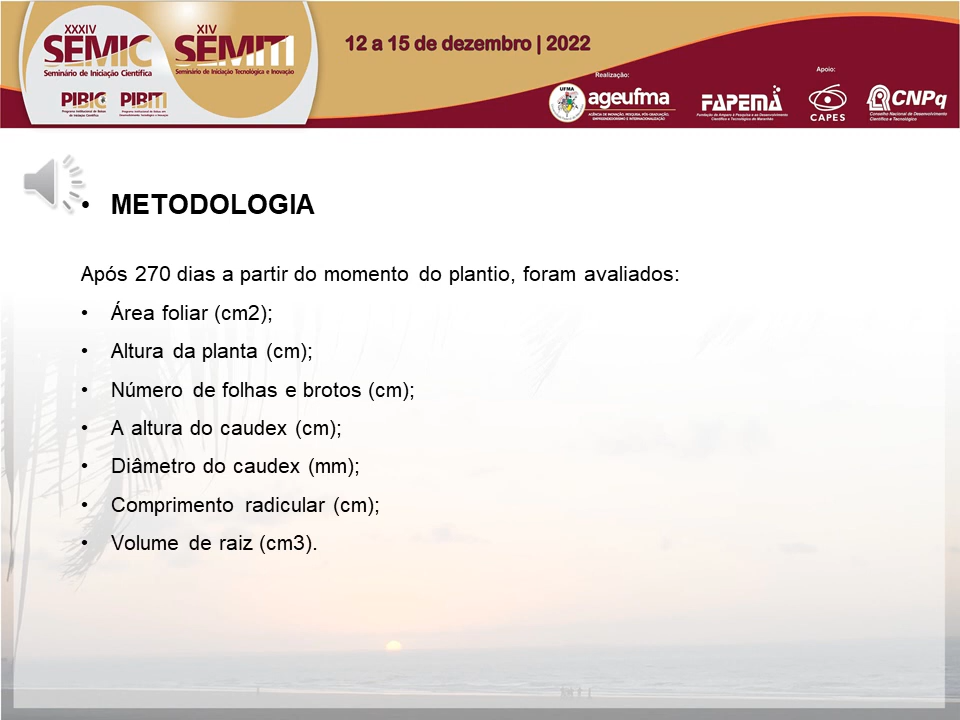 XXXIV
SEMIC
Seminário de Iniciação Científica
XIV
SEMITI
Seminário de Iniciação Tecnológica e Inovação
PIBIC
PIBITI
12 a 15 de dezembro | 2022
Realização:
UFMA
ageufma
AGÊNCIA DE INOVAÇÃO, PESQUISA, PÓS-GRADUAÇÃO,
EMPREENDEDORISMO E INTERNACIONALIZAÇÃO
Apoio:
FAPEMA
Fundação de Amparo à Pesquisa e ao Desenvolvimento
Científico e Tecnológico do Maranhão
CAPES
CNPq
Conselho Nacional de Desenvolvimento
Científico e Tecnológico
• METODOLOGIA
Após 270 dias a partir do momento do plantio, foram avaliados:
• Área foliar (cm2);
• Altura da planta (cm);
• Número de folhas e brotos (cm);
• A altura do caudex (cm);
• Diâmetro do caudex (mm);
• Comprimento radicular (cm);
• Volume de raiz (cm3).